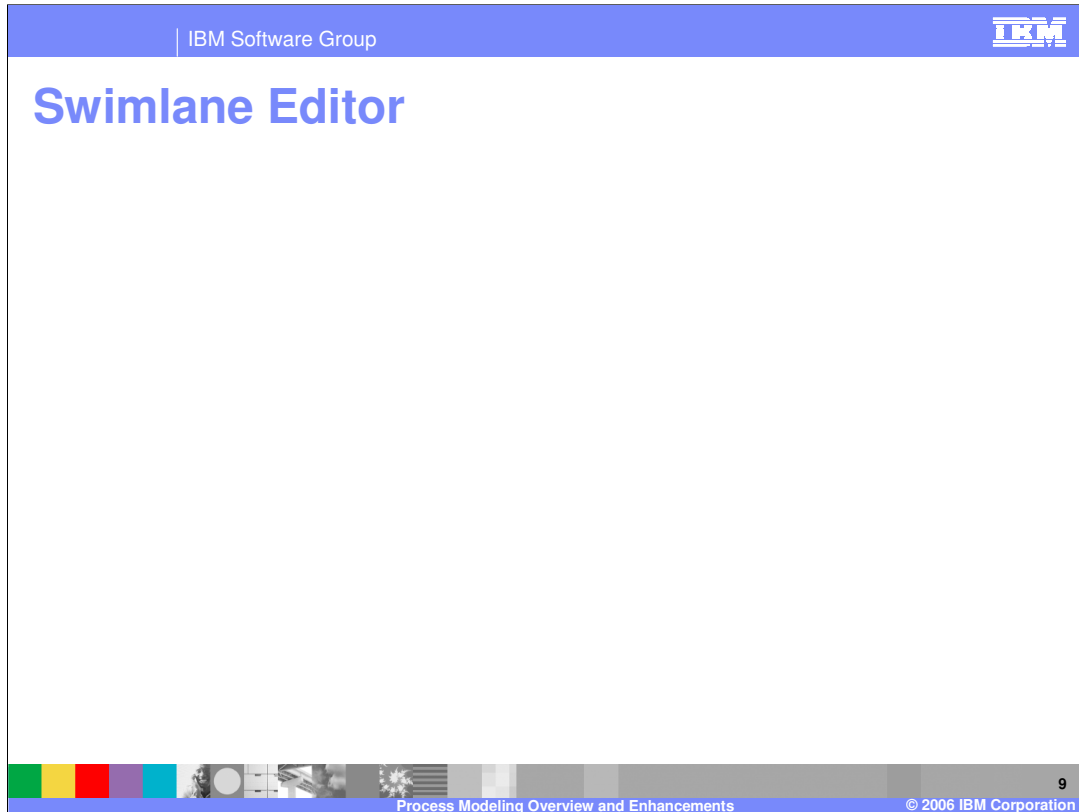 IBM Software Group
IBM
Swimlane Editor
9
Process Modeling Overview and Enhancements
© 2006 IBM Corporation